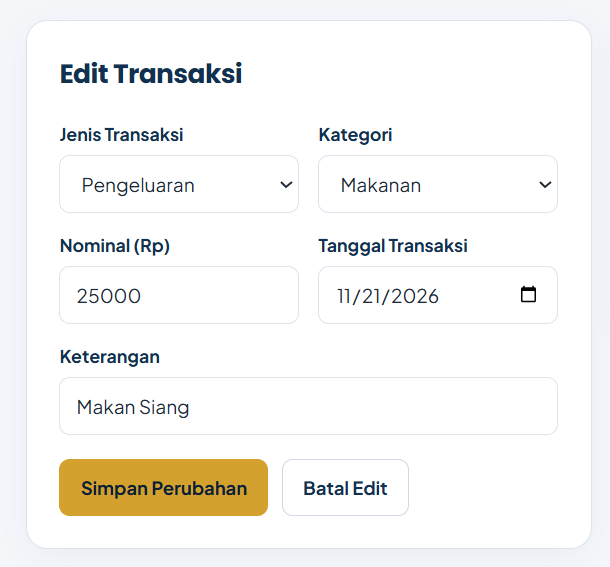 Edit Transaksi
Jenis Transaksi Kategori
Pengeluaran Makanan
Nominal (Rp) Tanggal Transaksi
25000 11/21/2026
Keterangan
Makan Siang
Simpan Perubahan Batal Edit